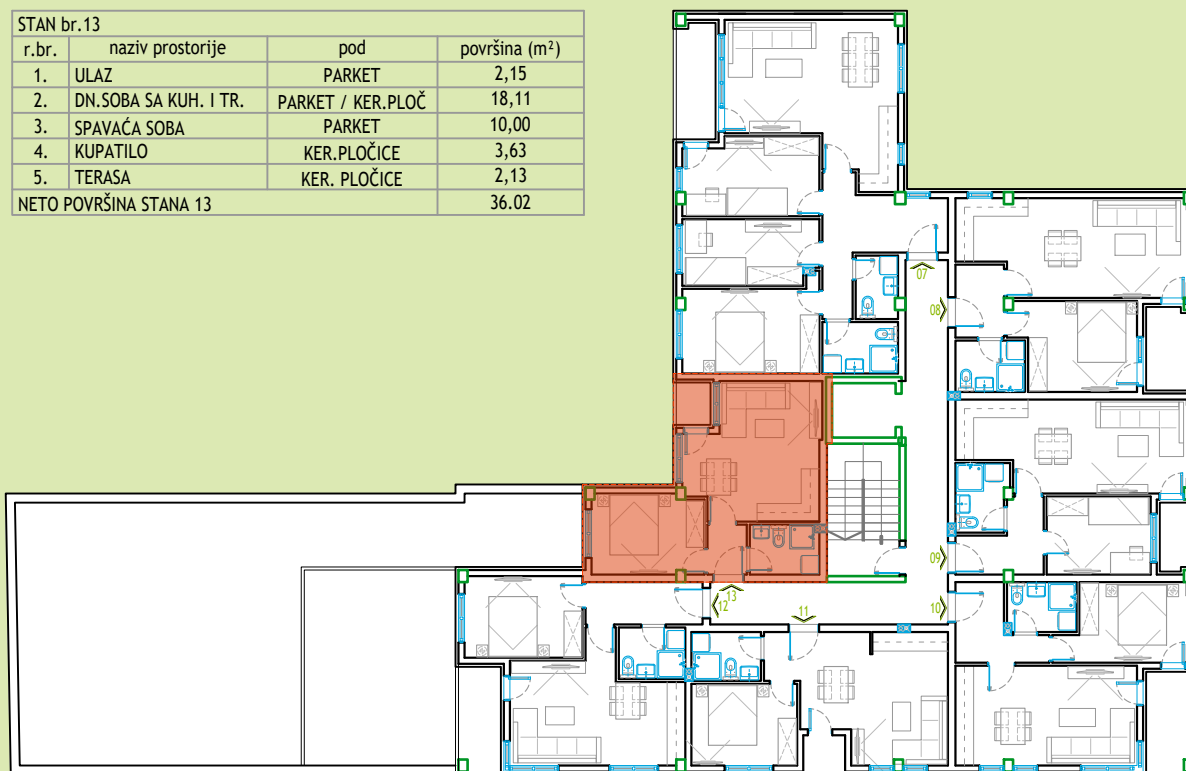 STAN br.13
r.br. naziv prostorije pod površina (m²)
1. ULAZ PARKET 2,15
2. DN.SOBA SA KUH. I TR. PARKET / KER.PLOČ 18,11
3. SPAVAĆA SOBA PARKET 10,00
4. KUPATILO KER.PLOČICE 3,63
5. TERASA KER. PLOČICE 2,13
NETO POVRŠINA STANA 13 36.02
07
08
09
10
13
12
11